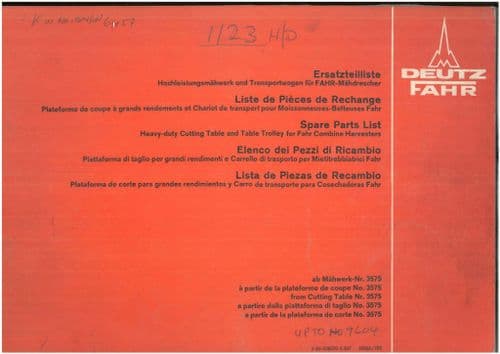 1123 H/D
DEUTZ
FAHR
Ersatzteilliste
Hochleistungsmähwerk und Transportwagen für FAHR-Mähdrescher
Liste de Pièces de Rechange
Plateforme de coupe à grands rendements et Chariot de transport pour Moissonneuses-Batteuses Fahr
Spare Parts List
Heavy-duty Cutting Table and Table Trolley for Fahr Combine Harvesters
Elenco dei Pezzi di Ricambio
Piattaforma di taglio per grandi rendimenti e Carrello di trasporto per Mietitrebbiabici Fahr
Lista de Piezas de Recambio
Plataforma de corte para grandes rendimientos y Carro de transporte para Cosechadoras Fahr
ab Mähwerk-Nr. 3575
à partir de la plateforme de coupe No. 3575
from Cutting Table Nr. 3575
a partire dalla piattaforma di taglio No. 3575
a partir de la plataforma de corte No. 3575
UP TO NO 9604